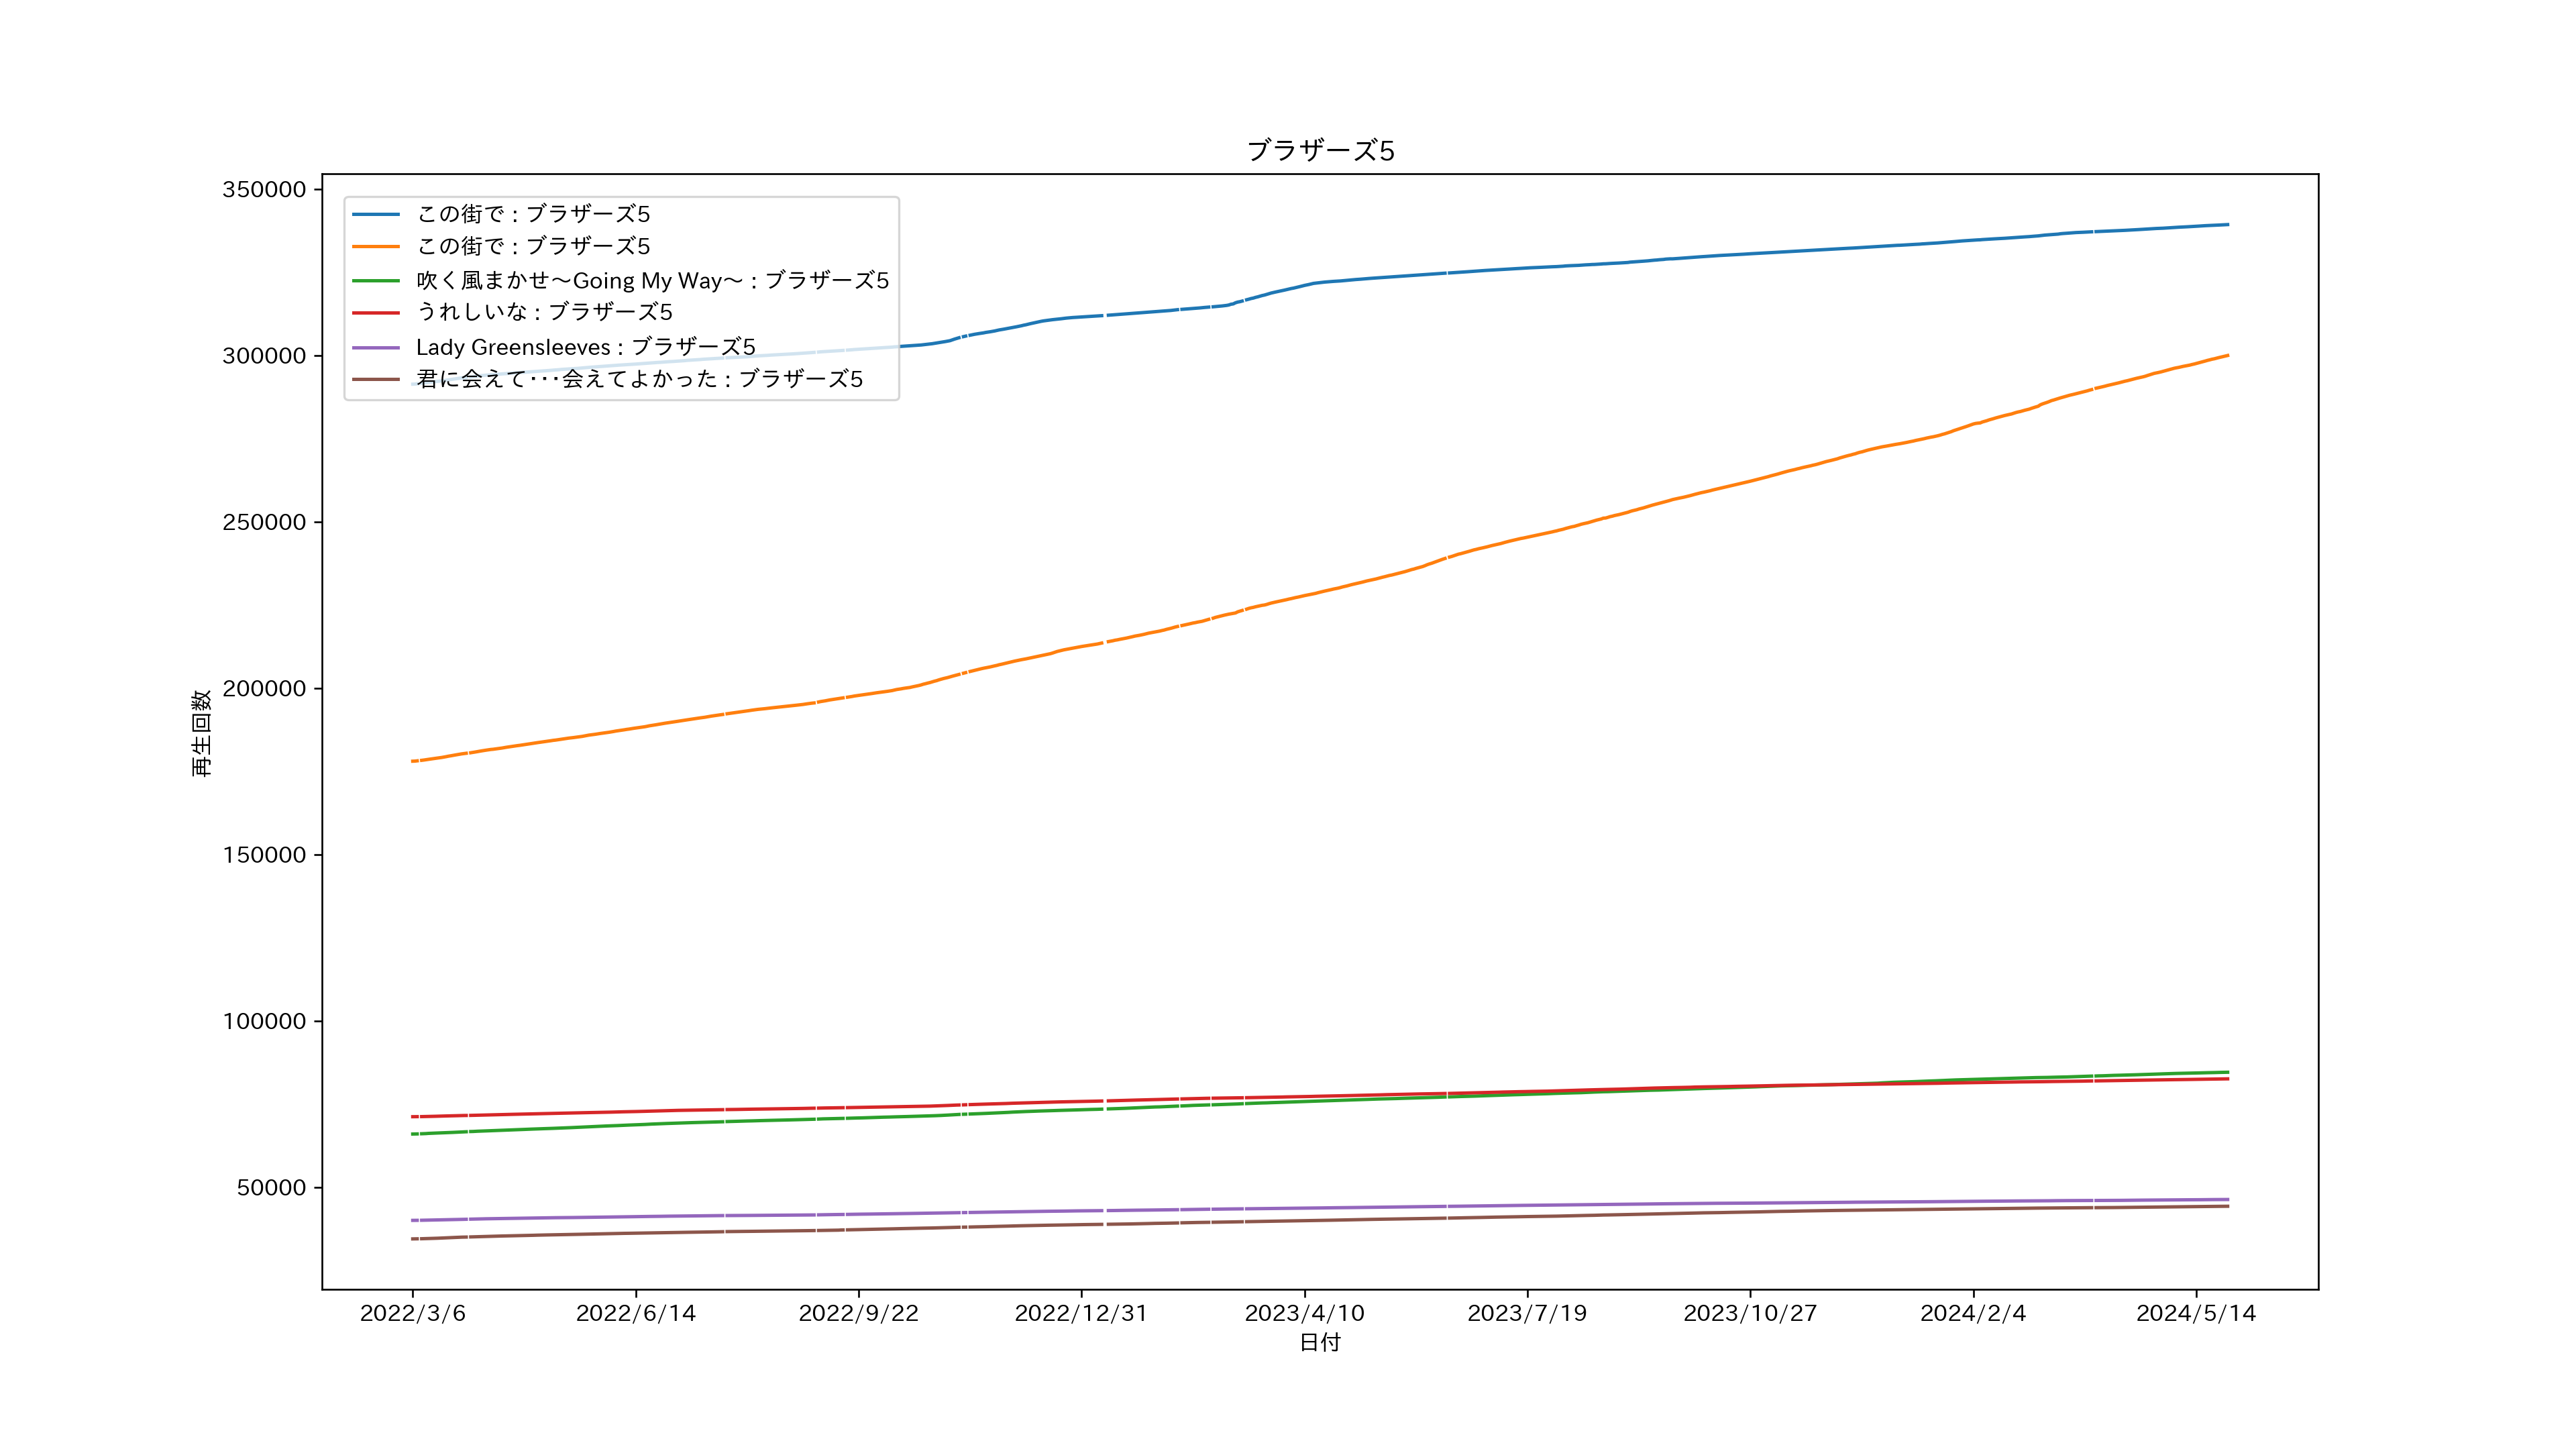 ブラザーズ5
350000
300000
250000
200000
150000
100000
50000
再生回数
この街で : ブラザーズ5
この街で : ブラザーズ5
吹く風まかせ～Going My Way～ : ブラザーズ5
うれしいな : ブラザーズ5
Lady Greensleeves : ブラザーズ5
君に会えて･･･会えてよかった : ブラザーズ5
2022/3/6 2022/6/14 2022/9/22 2022/12/31 2023/4/10 2023/7/19 2023/10/27 2024/2/4 2024/5/14
日付